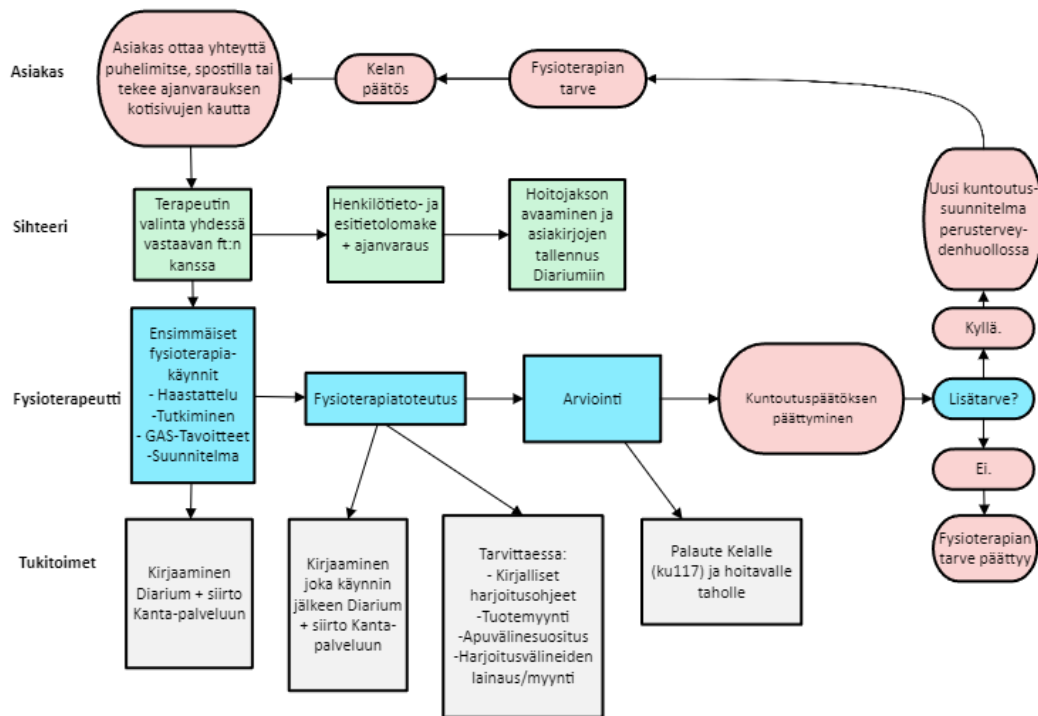 Asiakas
Asiakas ottaa yhteyttä
puhelimitse, spostilla tai
tekee ajanvarauksen
kotisivujen kautta
Kelan
päätös
Fysioterapian
tarve
Sihteeri
Terapeutin
valinta yhdessä
vastaavan ft:n
kanssa
Henkilötieto- ja
esitietolomake
+ ajanvaraus
Hoitojakson
avaaminen ja
asiakirjojen
tallennus
Diariumiin
Uusi kuntoutus-
suunnitelma
perustervey-
denhuollossa
Kyllä.
Fysioterapeutti
Ensimmäiset
fysioterapia-
käynnit
- Haastattelu
-Tutkiminen
- GAS-Tavoitteet
-Suunnitelma
Fysioterapiatoteutus
Arviointi
Kuntoutuspäätöksen
päättyminen
Lisätarve?
Ei.
Fysioterapian
tarve päättyy
Tukitoimet
Kirjaaminen
Diarium + siirto
Kanta-palveluun
Kirjaaminen
joka käynnin
jälkeen Diarium
+ siirto Kanta-
palveluun
Tarvittaessa:
- Kirjalliset
harjoitusohjeet
-Tuotemyynti
-Apuvälinesuositus
-Harjoitusvälineiden
lainaus/myynti
Palaute Kelalle
(ku117) ja hoitavalle
taholle